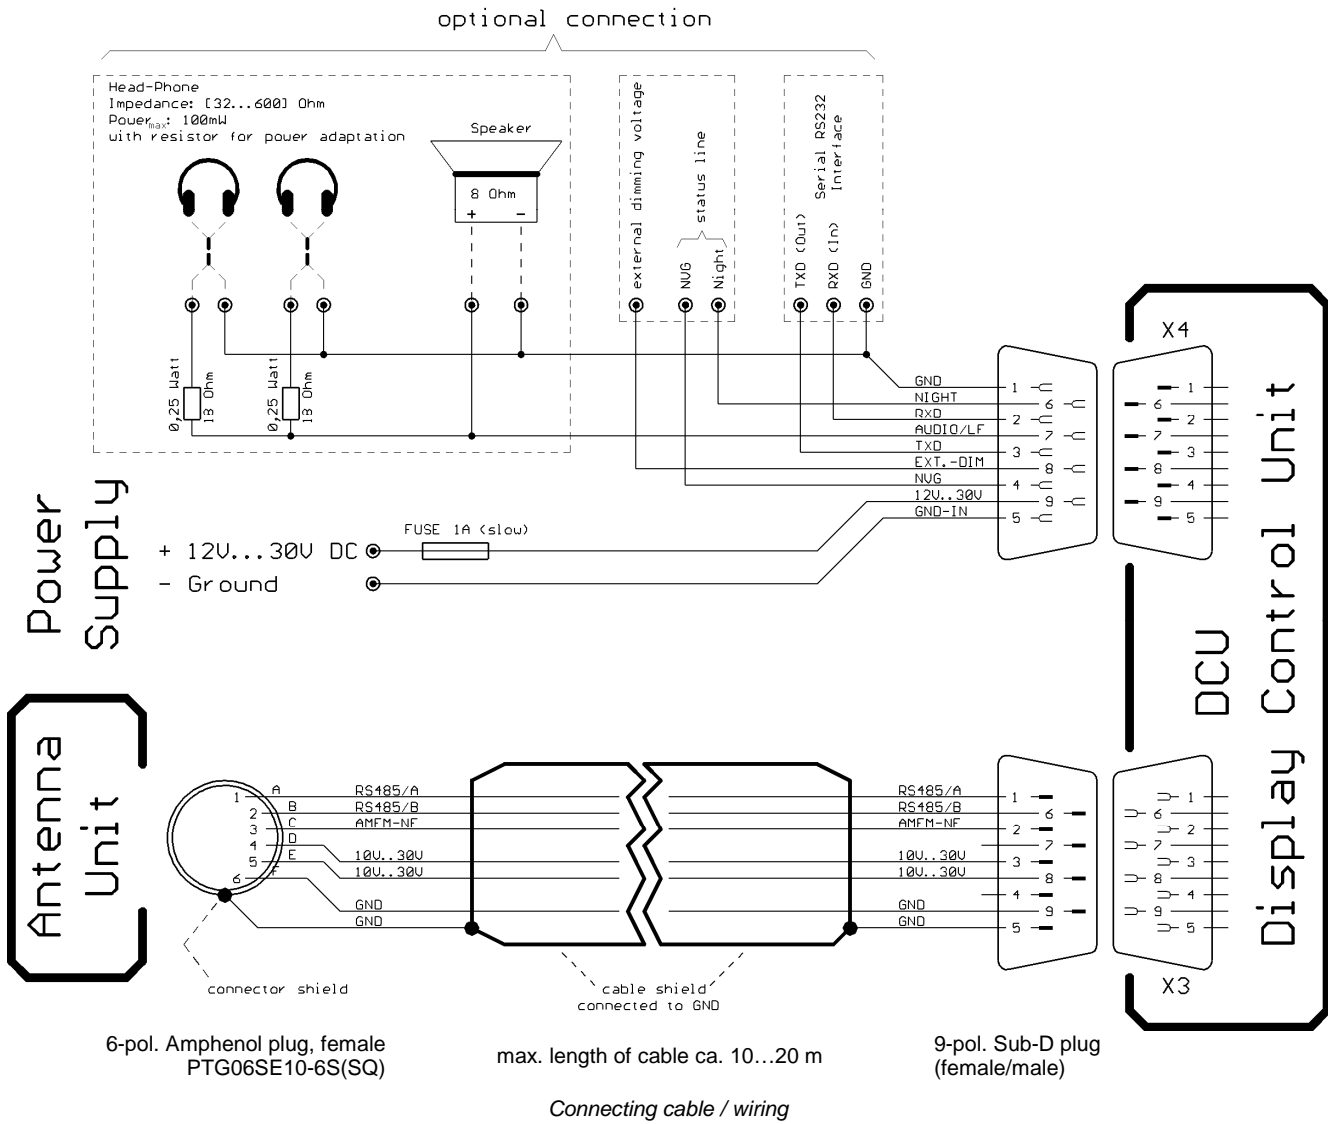 optional connection
Head-Phone
Impedance: [32...600] Ohm
Powermax: 100mW
with resistor for power adaptation
Speaker
8 Ohm
+ -
external dimming voltage
status line
NVG
Night
Serial RS232
Interface
TXD (Out)
RXD (In)
GND
0,25 Watt
18 Ohm
0,25 Watt
18 Ohm
X4
GND 1 1
NIGHT 6 6
RXD 2 2
AUDIO/LF 7 7
TXD 3 3
EXT.-DIM 8 8
NVG 4 4
12V..30V 9 9
GND-IN 5 5
Power
Supply
FUSE 1A (slow)
+ 12V...30V DC
- Ground
DCU
Display Control Unit
Antenna
Unit
1 A RS485/A RS485/A 1 1
2 B RS485/B RS485/B 6 6
3 C AMFM-NF AMFM-NF 2 2
4 D 7 7
5 E 10V..30V 10V..30V 3 3
6 F 10V..30V 10V..30V 8 8
4 4
GND GND 9 9
GND GND 5 5
X3
connector shield
cable shield
connected to GND
6-pol. Amphenol plug, female
PTG06SE10-6S(SQ)
max. length of cable ca. 10...20 m
9-pol. Sub-D plug
(female/male)
Connecting cable / wiring